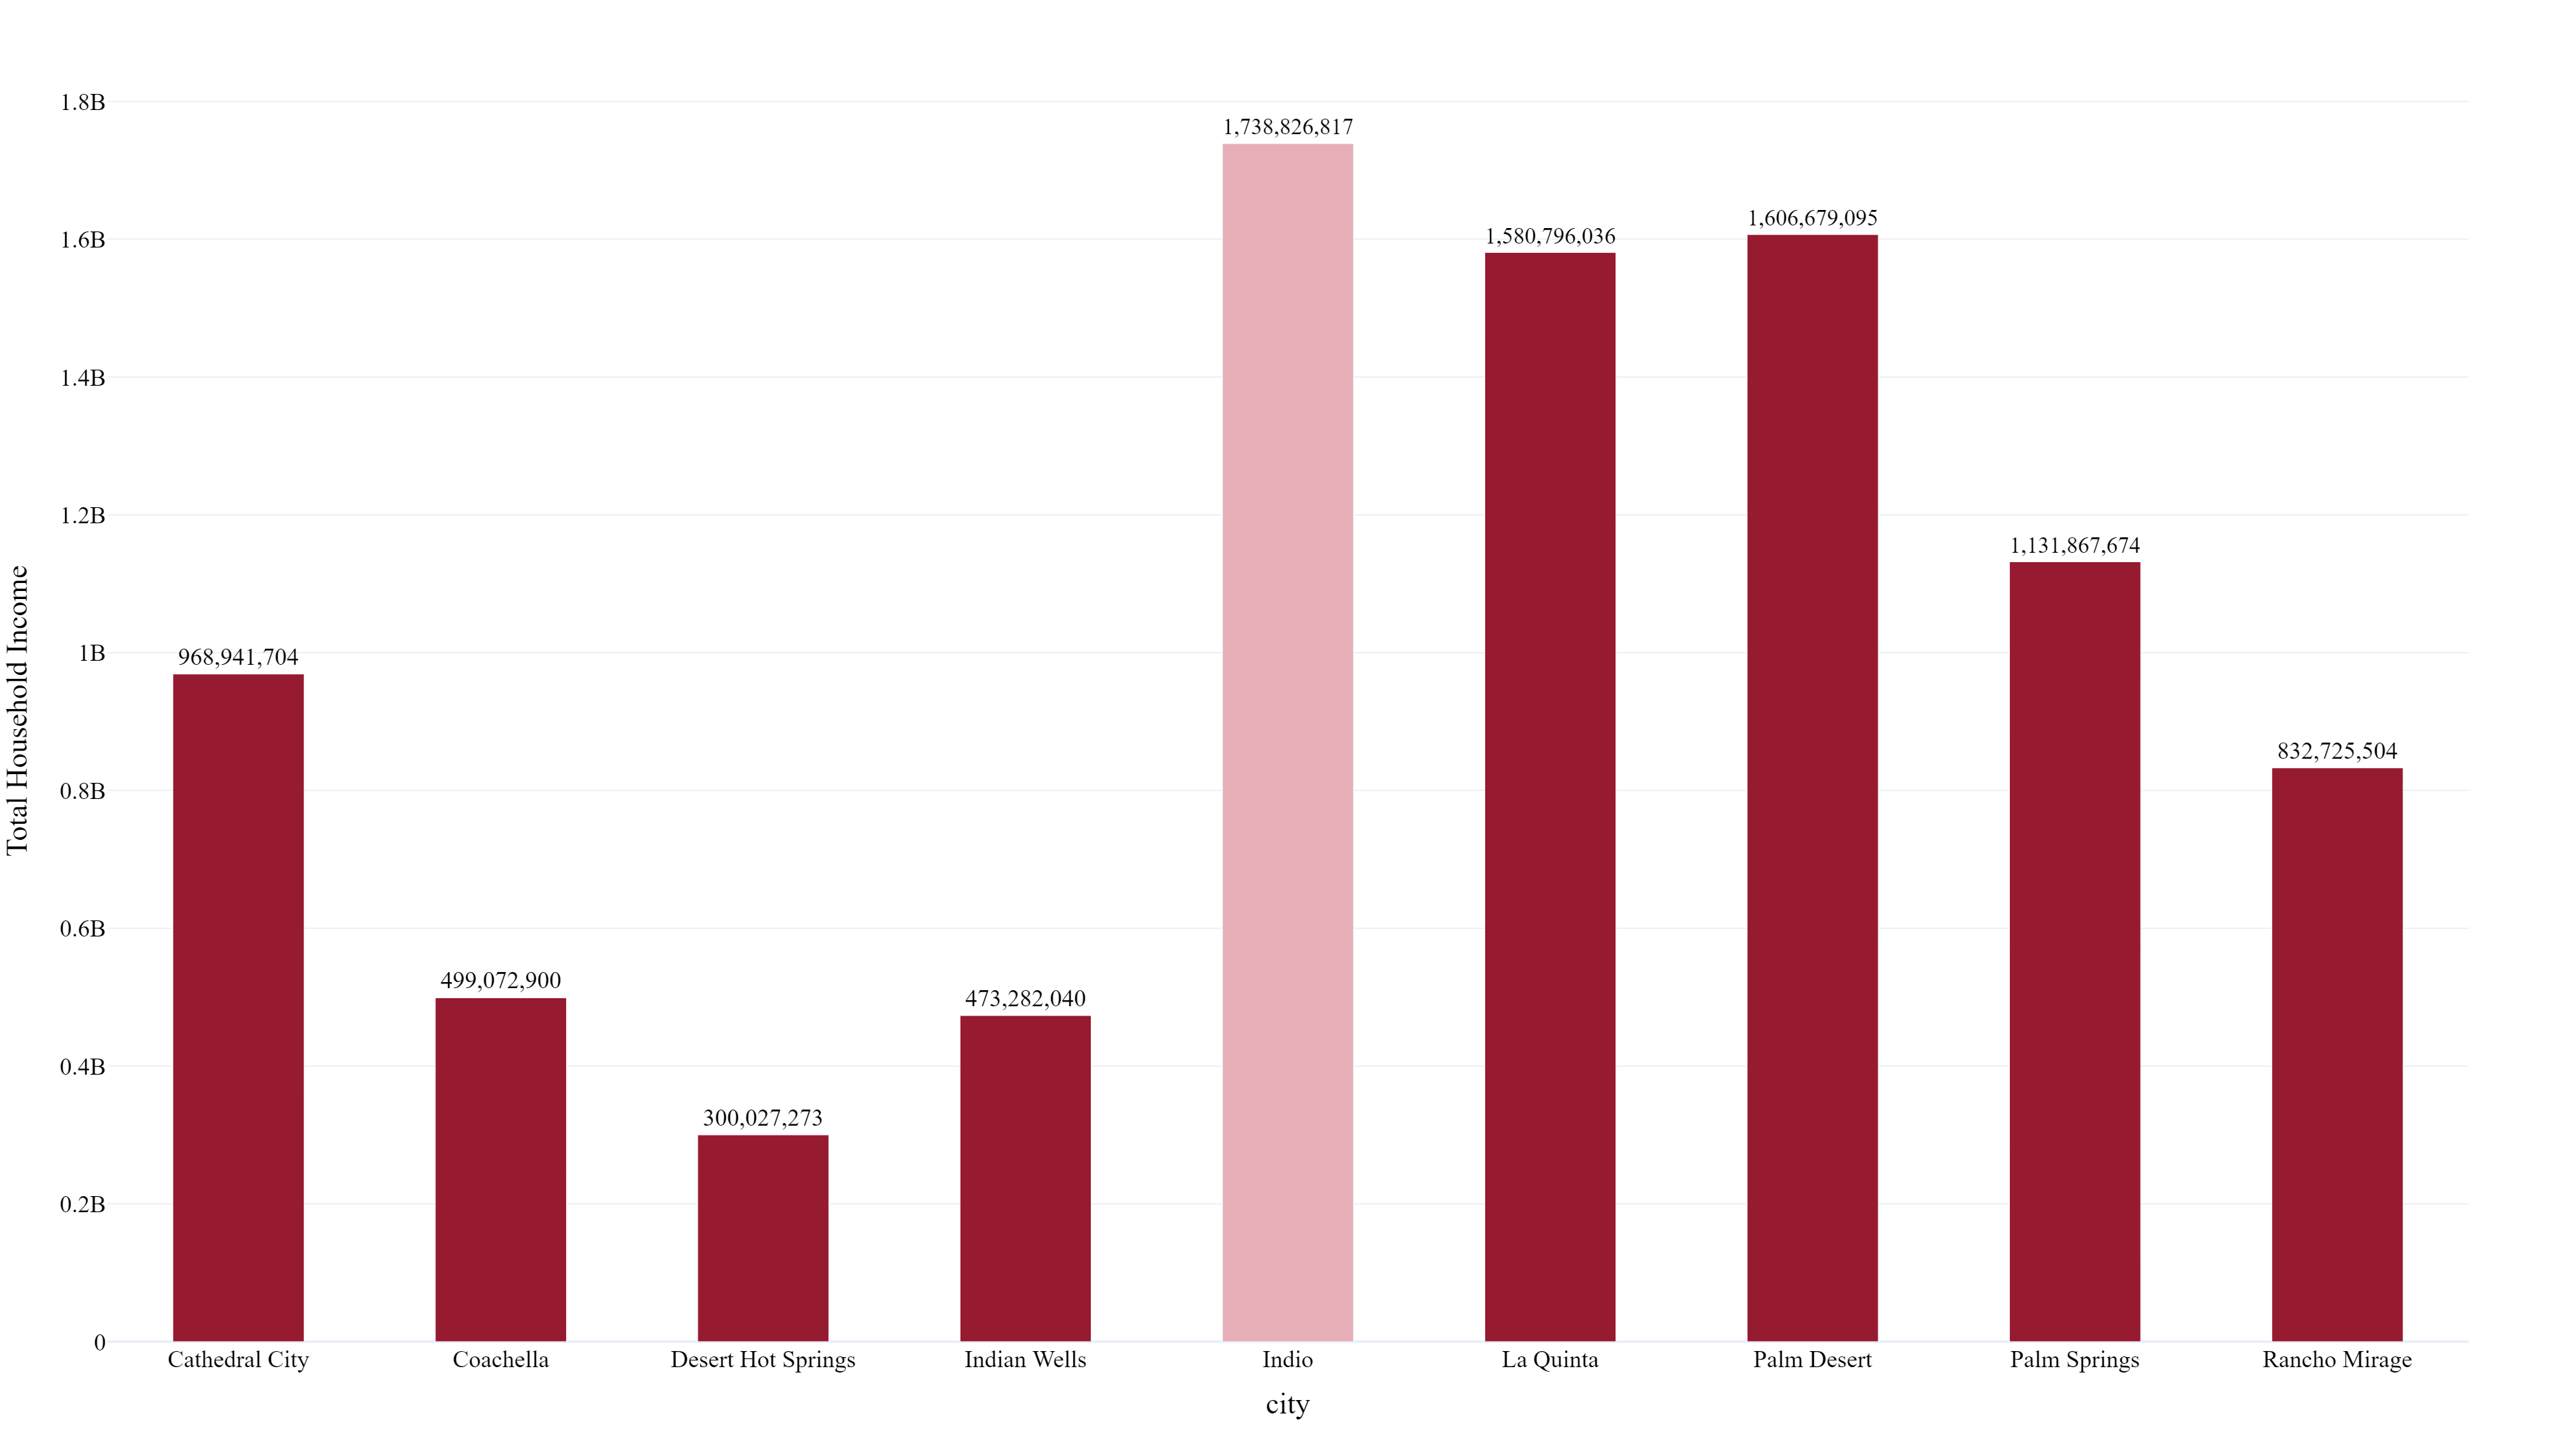 Total Household Income
1.8B
1.6B
1.4B
1.2B
1B
0.8B
0.6B
0.4B
0.2B
0
968,941,704
499,072,900
300,027,273
473,282,040
1,738,826,817
1,580,796,036
1,606,679,095
1,131,867,674
832,725,504
Cathedral City
Coachella
Desert Hot Springs
Indian Wells
Indio
La Quinta
Palm Desert
Palm Springs
Rancho Mirage
city